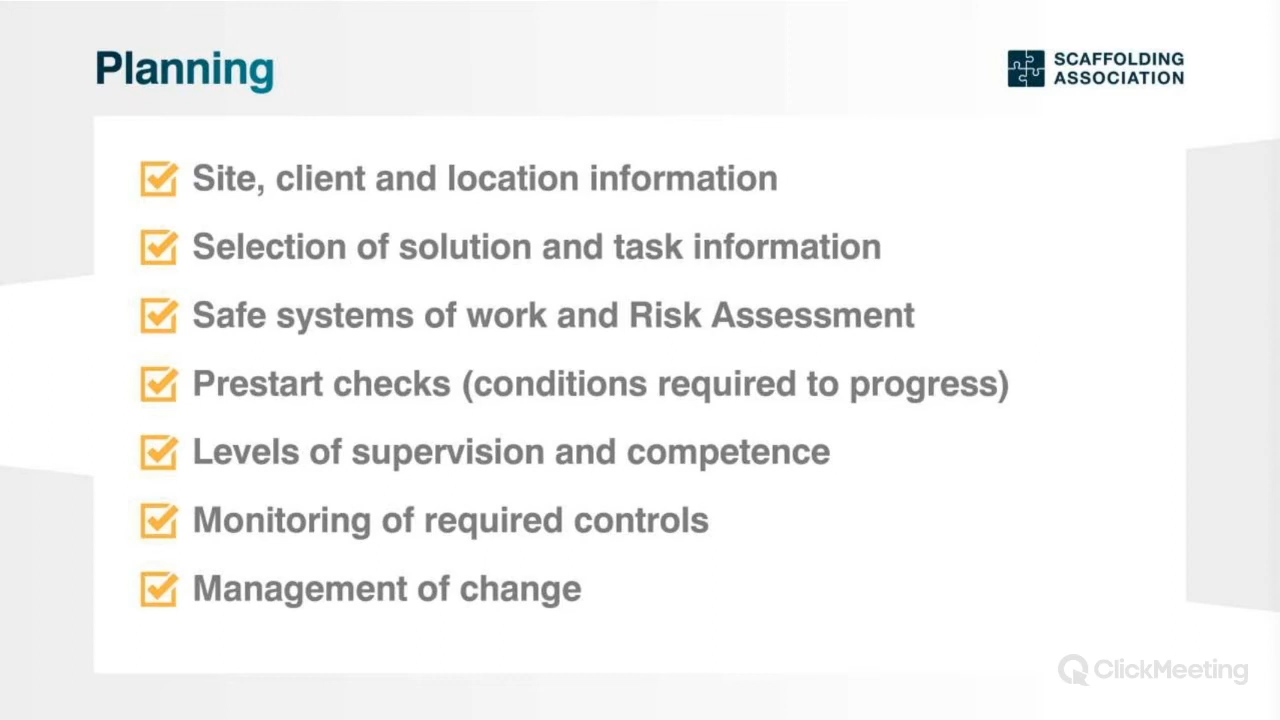 Planning
SCAFFOLDING
ASSOCIATION
Site, client and location information
Selection of solution and task information
Safe systems of work and Risk Assessment
Prestart checks (conditions required to progress)
Levels of supervision and competence
Monitoring of required controls
Management of change
ClickMeeting